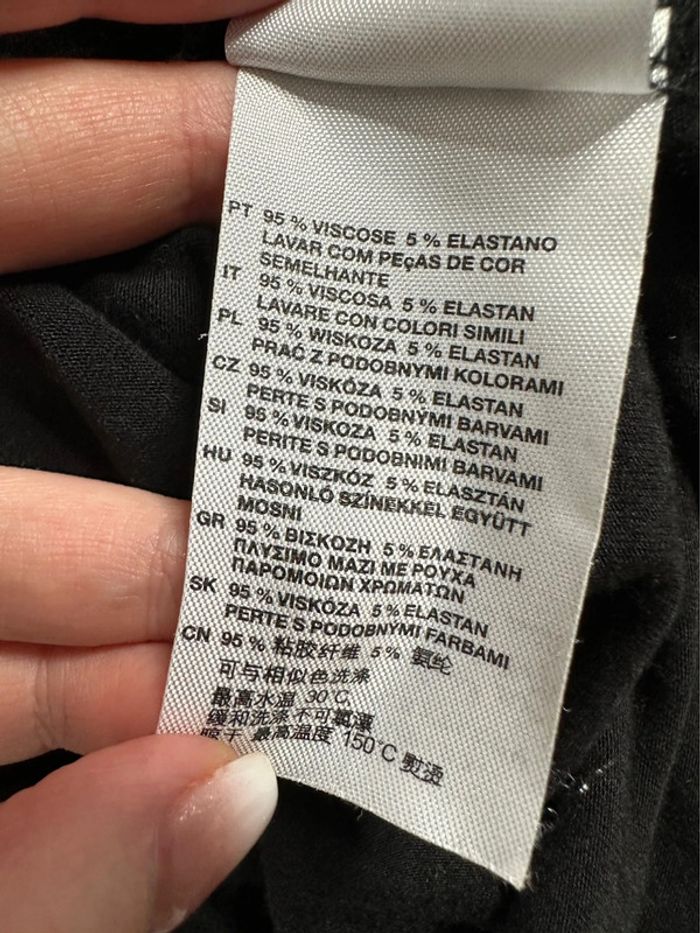 PT 95 % VISCOSE 5 % ELASTANO
LAVAR COM PEçAS DE COR
SEMELHANTE
IT 95 % VISCOSA 5 % ELASTAN
LAVARE CON COLORI SIMILI
PL 95 % WISKOZA 5 % ELASTAN
PRAĆ Z PODOBNYMI KOLORAMI
CZ 95 % VISKÓZA 5 % ELASTAN
PERTE S PODOBNÝMI BARVAMI
SI 95 % VISKOZA 5 % ELASTAN
PERITE S PODOBNIMI BARVAMI
HU 95 % VISZKÓZ 5 % ELASZTÁN
HASONLÓ SZÍNEKKEL EGYÜTT
MOSNI
GR 95 % ΒΙΣΚΟΖΗ 5 % ΕΛΑΣΤΑΝΗ
ΠΛΥΣΙΜΟ ΜΑΖΙ ΜΕ ΡΟΥΧΑ
ΠΑΡΟΜΟΙΩΝ ΧΡΩΜΑΤΩΝ
SK 95 % VISKÓZA 5 % ELASTAN
PERTE S PODOBNÝMI FARBAMI
CN 95 % 粘胶纤维 5 % 氨纶
可与相似色洗涤
最高水温 30°C,
缓和洗涤不可氯漂
晾干 最高温度 150°C 熨烫